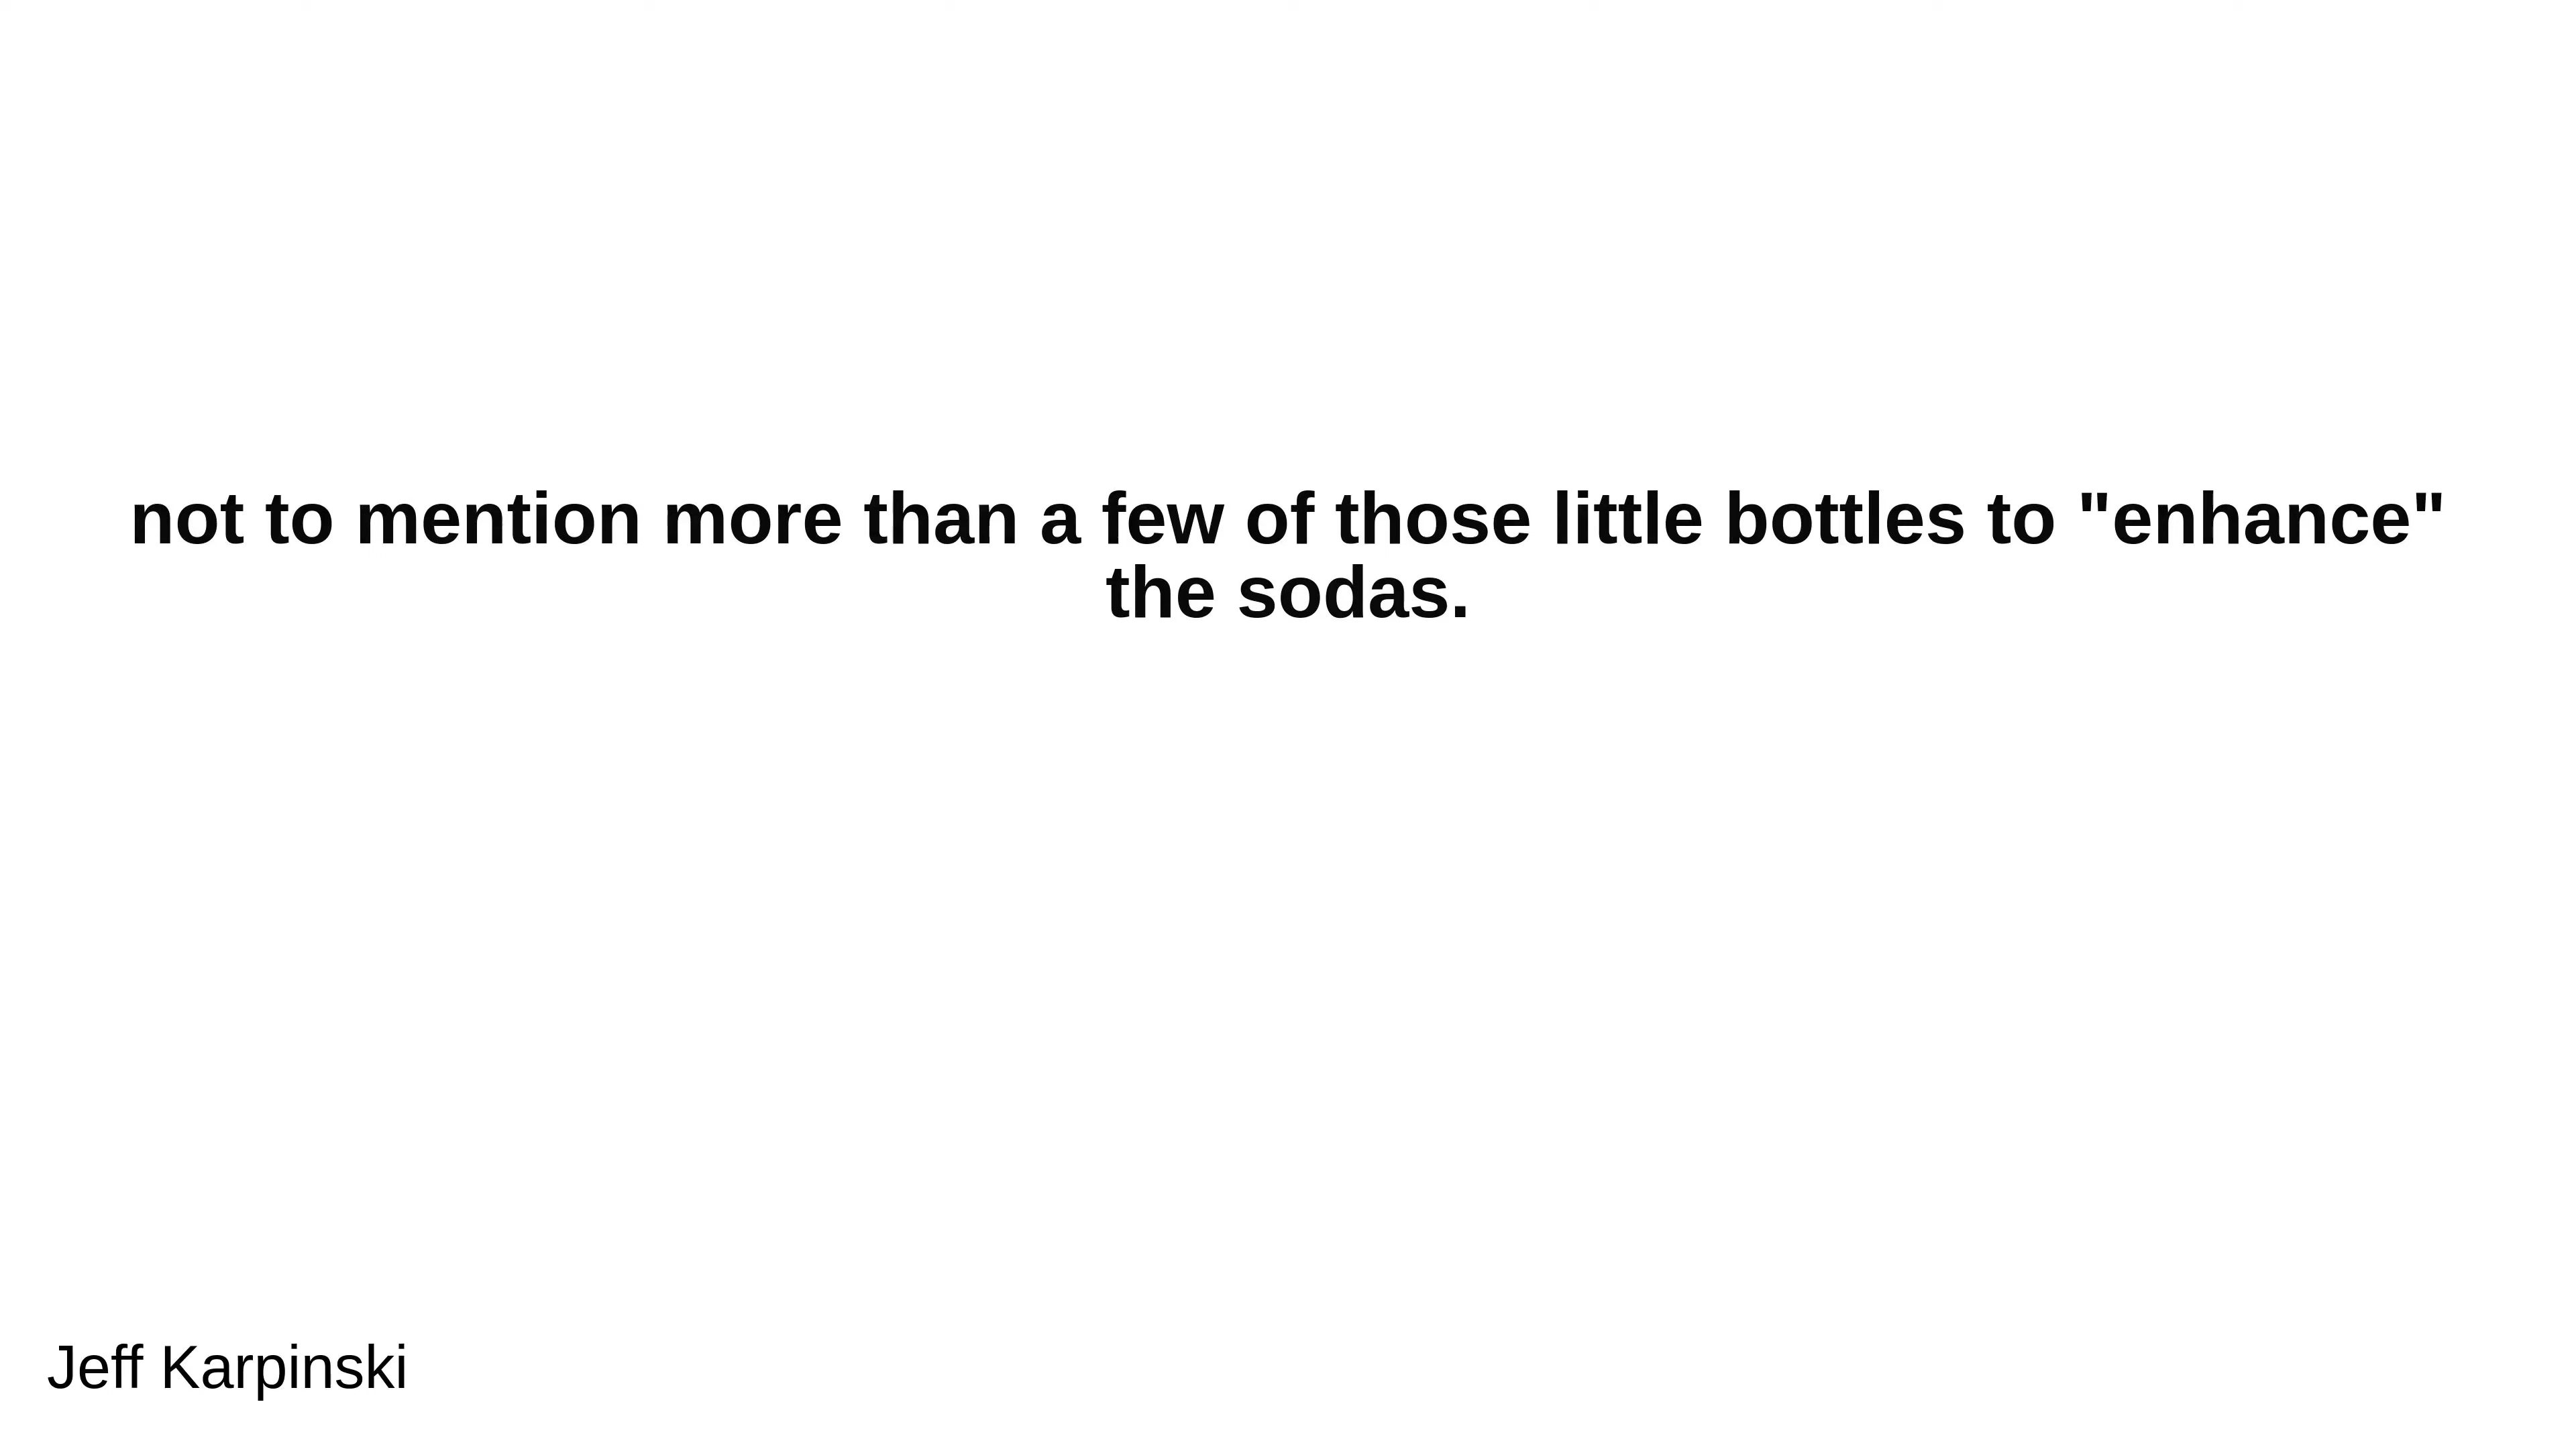 not to mention more than a few of those little bottles to "enhance"
the sodas.
Jeff Karpinski